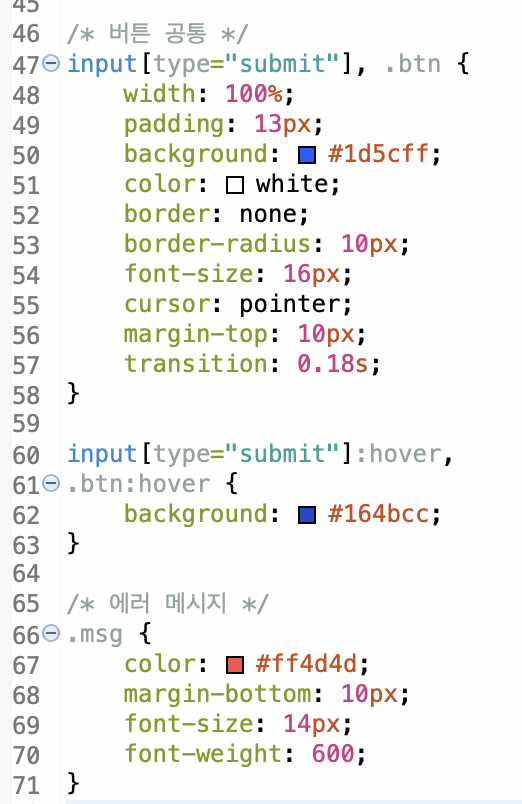 45
46 /* 버튼 공통 */
47 input[type="submit"], .btn {
48     width: 100%;
49     padding: 13px;
50     background: #1d5cff;
51     color: white;
52     border: none;
53     border-radius: 10px;
54     font-size: 16px;
55     cursor: pointer;
56     margin-top: 10px;
57     transition: 0.18s;
58 }
59
60 input[type="submit"]:hover,
61 .btn:hover {
62     background: #164bcc;
63 }
64
65 /* 에러 메시지 */
66 .msg {
67     color: #ff4d4d;
68     margin-bottom: 10px;
69     font-size: 14px;
70     font-weight: 600;
71 }